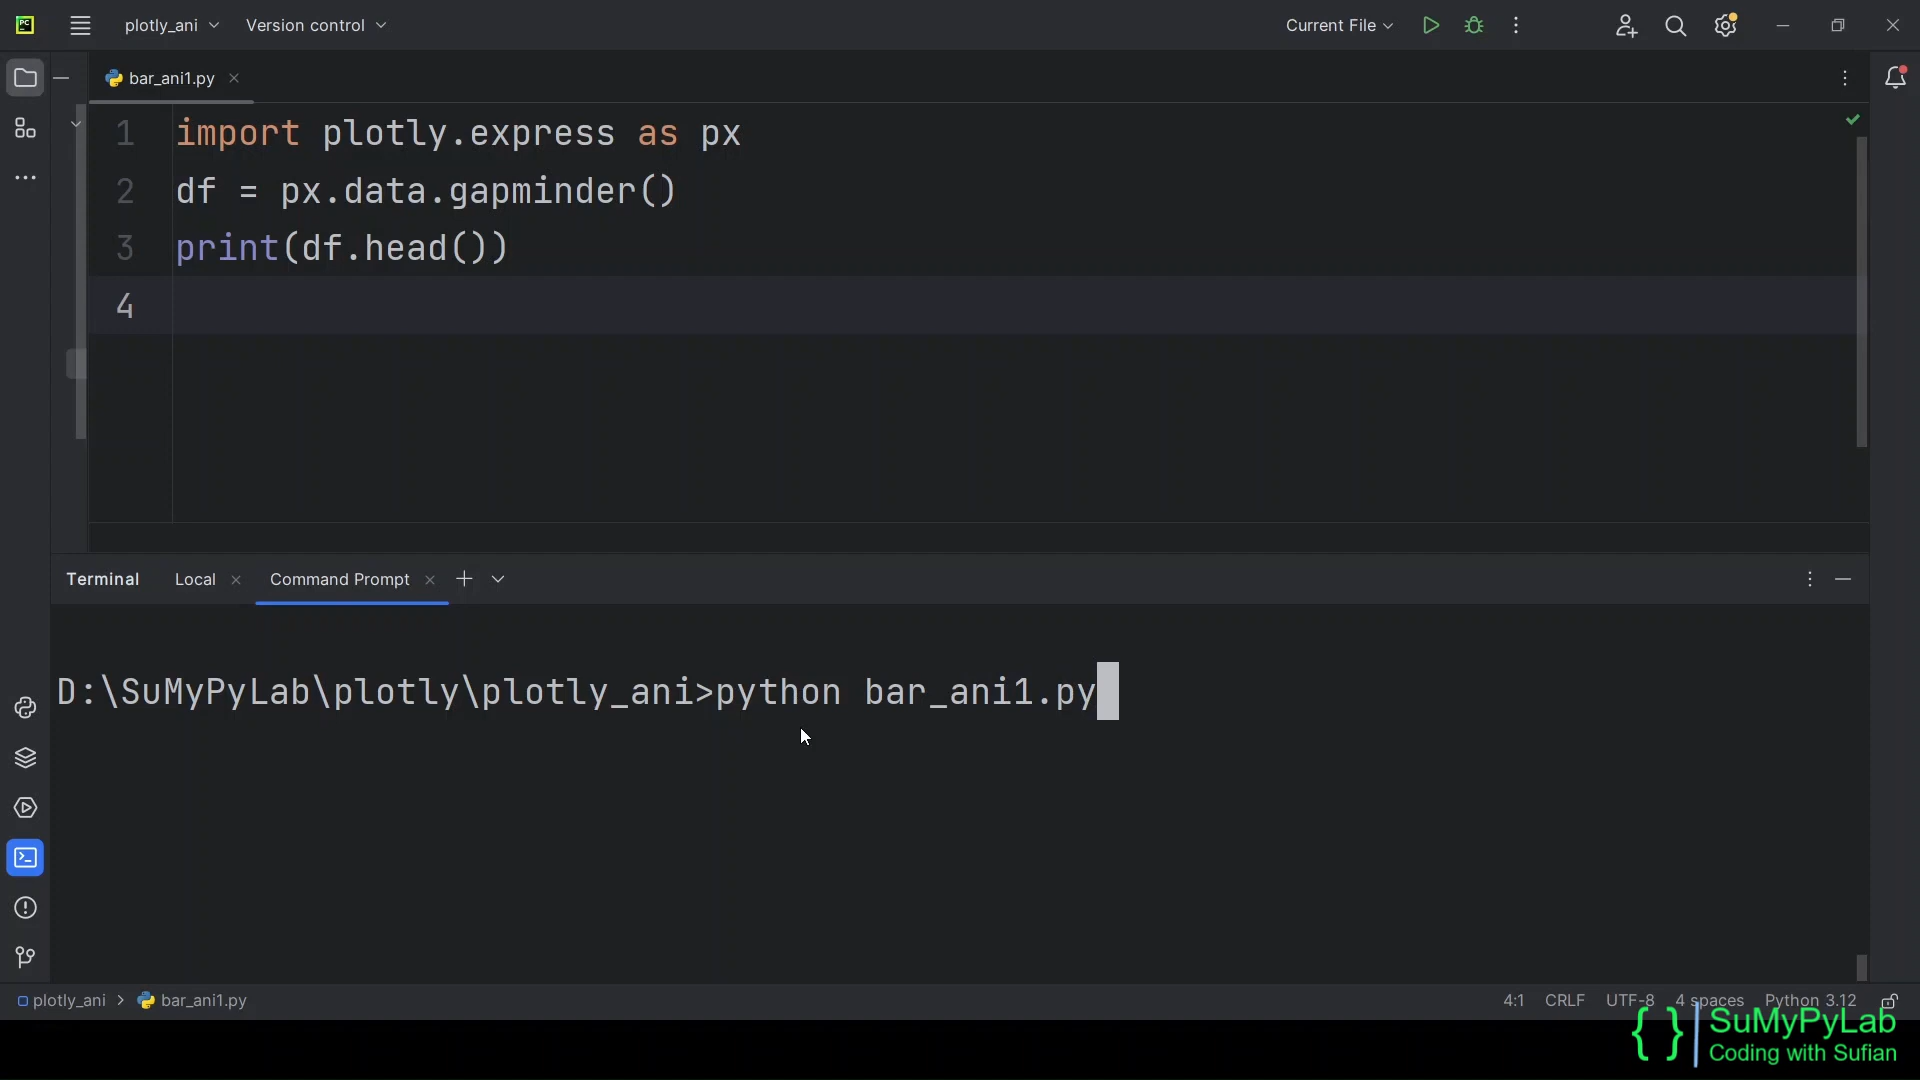 PC
plotly_ani
Version control
Current File
bar_ani1.py
1 import plotly.express as px
2 df = px.data.gapminder()
3 print(df.head())
4
Terminal
Local
Command Prompt
D:\SuMyPyLab\plotly\plotly_ani>python bar_ani1.py
plotly_ani > bar_ani1.py
4:1 CRLF UTF-8 4 spaces Python 3.12
{ } SuMyPyLab
Coding with Sufian